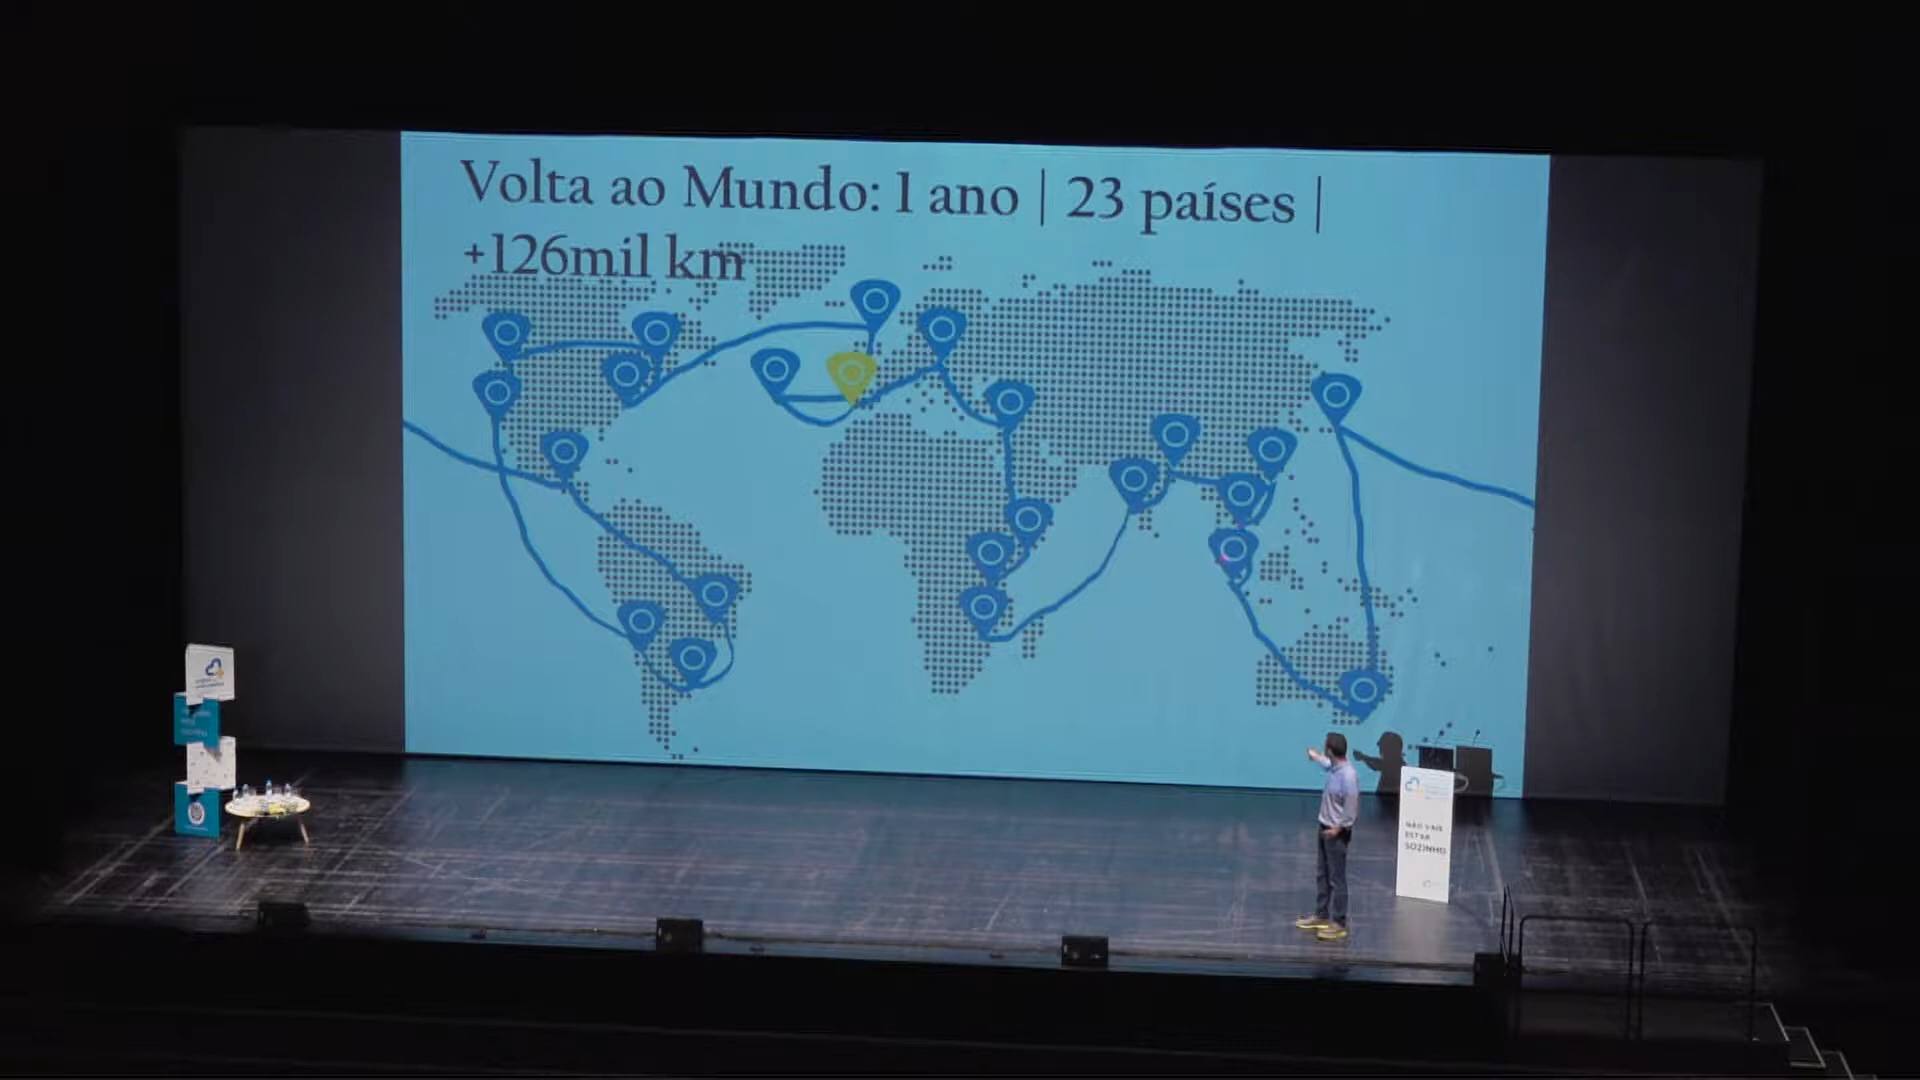 Volta ao Mundo: 1 ano | 23 países |
+126mil km
NÃO VAIS
ESTAR
SOZINHO